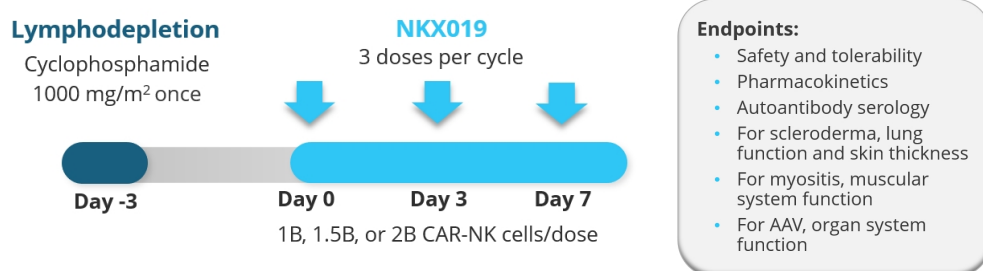 Lymphodepletion
Cyclophosphamide
1000 mg/m² once
NKX019
3 doses per cycle
Day -3
Day 0
Day 3
Day 7
1B, 1.5B, or 2B CAR-NK cells/dose
Endpoints:
• Safety and tolerability
• Pharmacokinetics
• Autoantibody serology
• For scleroderma, lung
function and skin thickness
• For myositis, muscular
system function
• For AAV, organ system
function